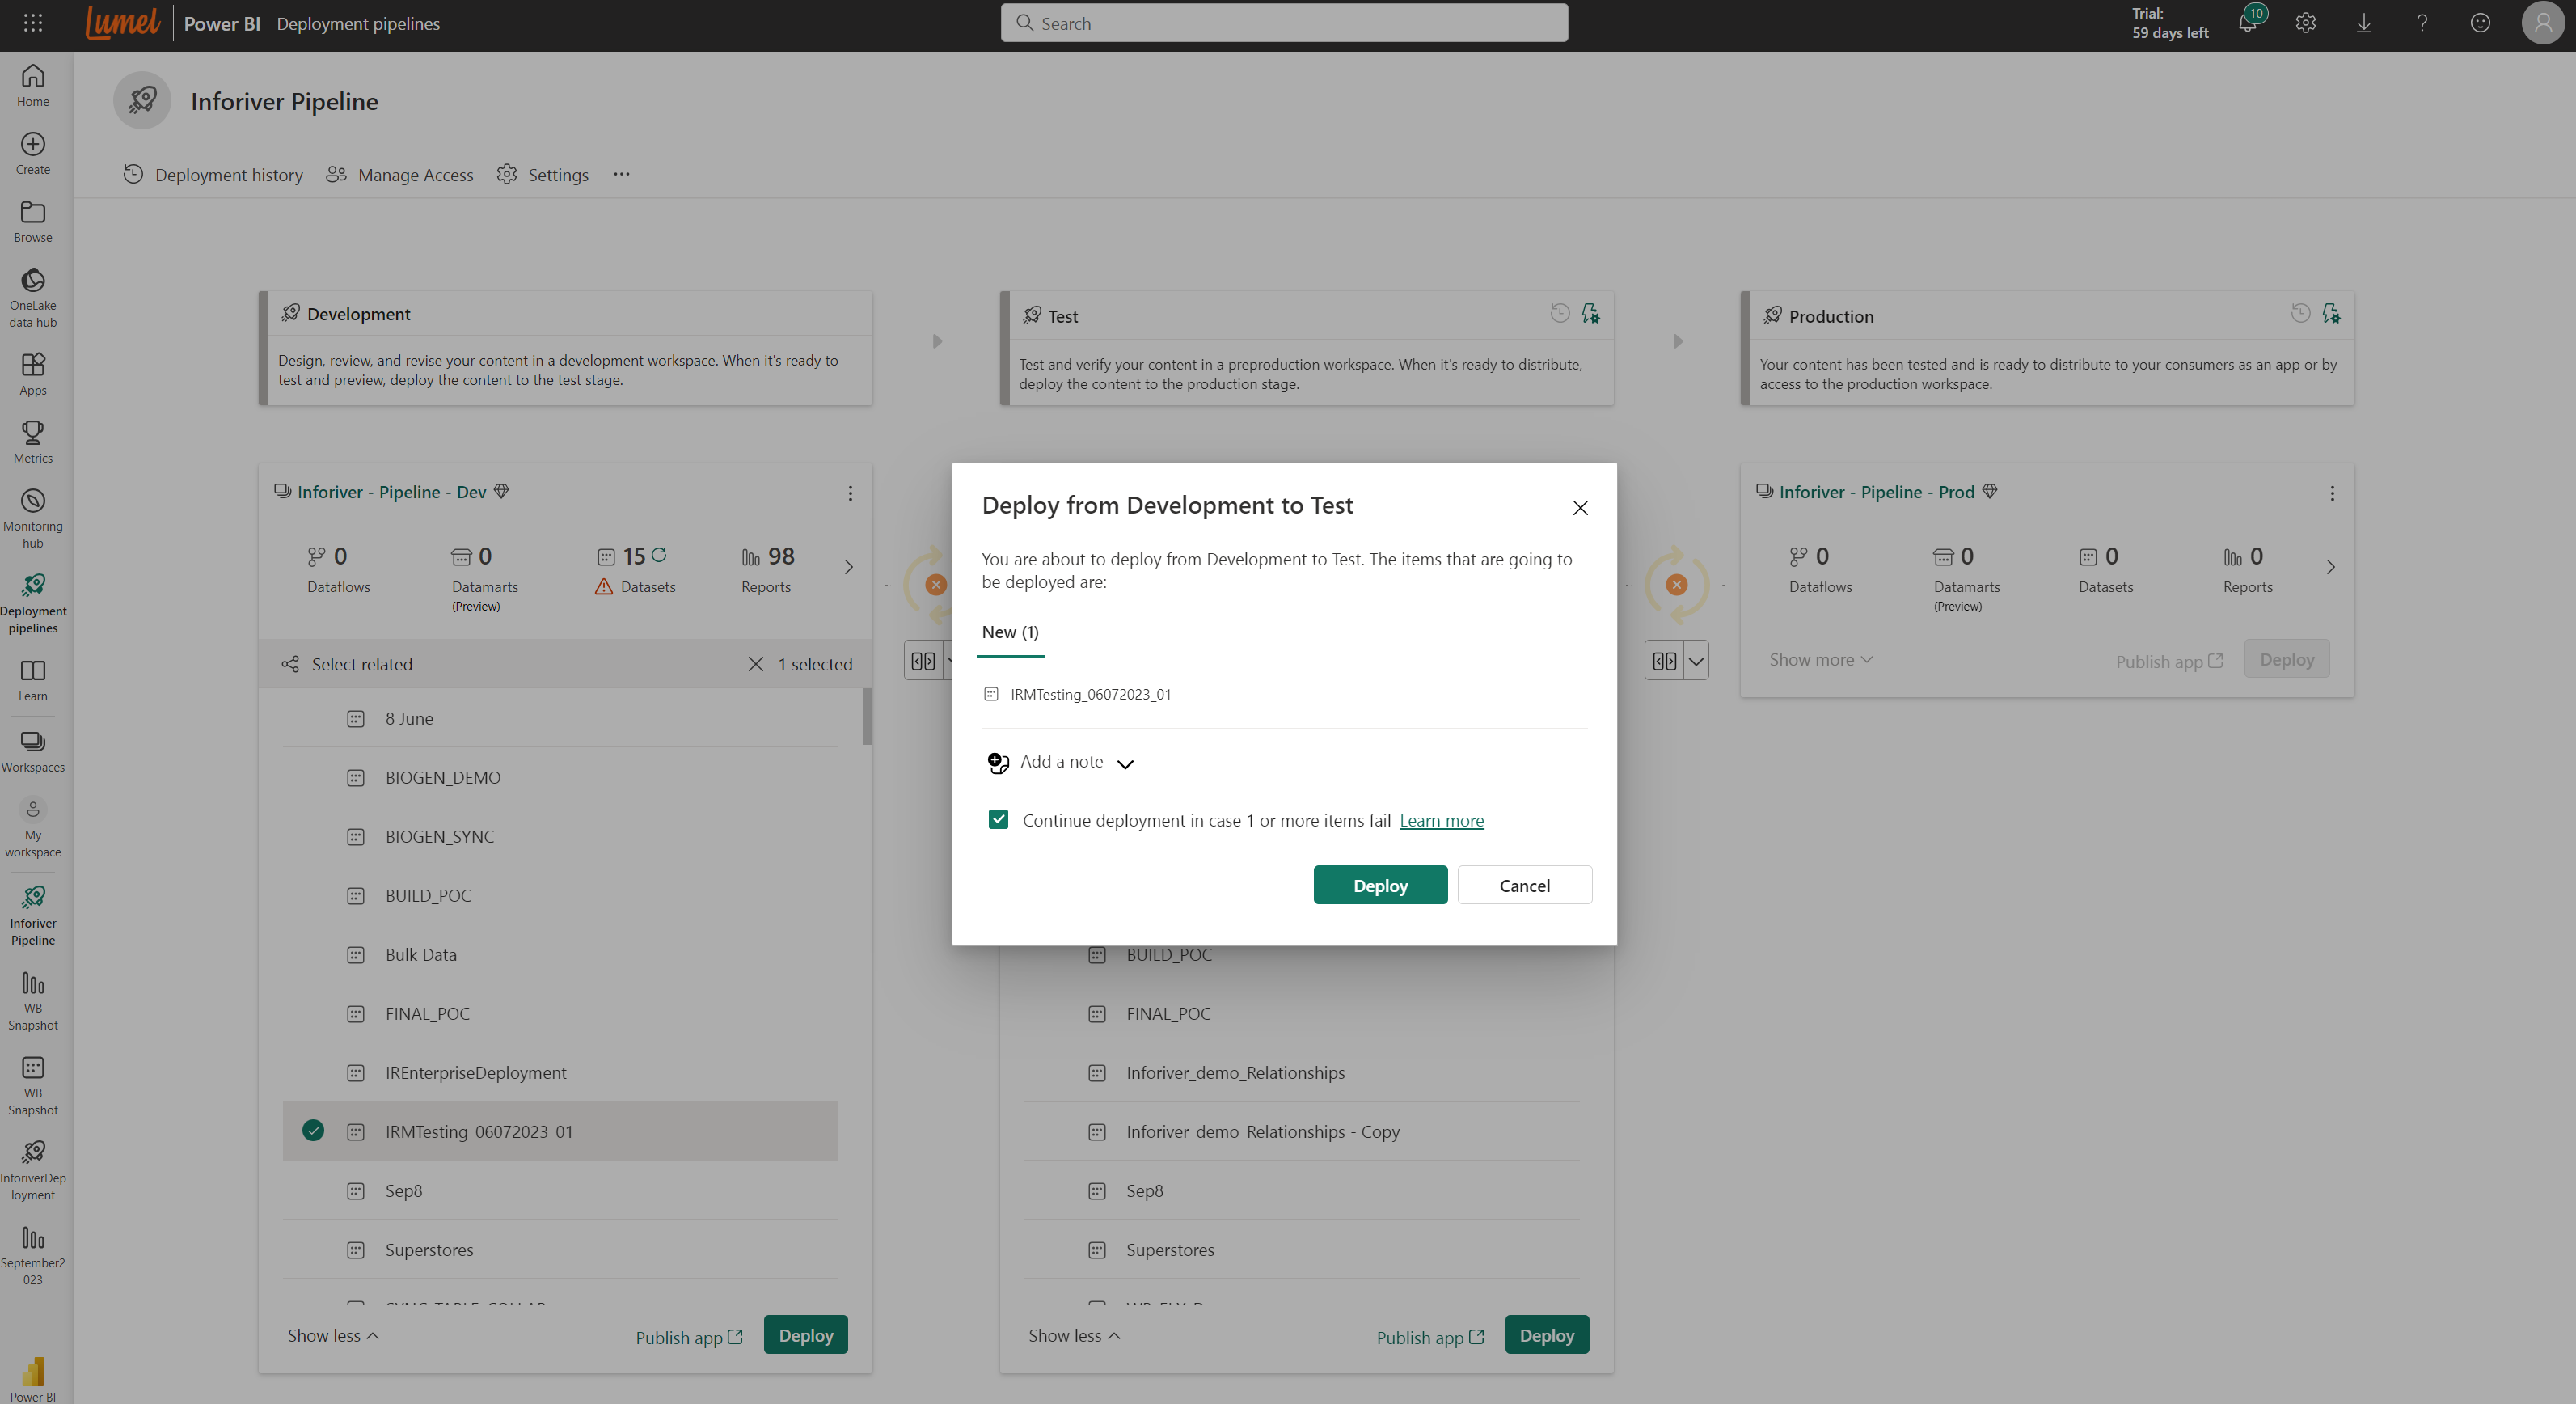 Lumel
Power BI
Deployment pipelines
Search
Trial:
59 days left
10
Home
Create
Browse
OneLake
data hub
Apps
Metrics
Monitoring
hub
Deployment
pipelines
Learn
Workspaces
My
workspace
Inforiver
Pipeline
WB
Snapshot
WB
Snapshot
InforiverDep
loyment
September2
023
Power BI
Inforiver Pipeline
Deployment history
Manage Access
Settings
Development
Design, review, and revise your content in a development workspace. When it's ready to
test and preview, deploy the content to the test stage.
Test
Test and verify your content in a preproduction workspace. When it's ready to distribute,
deploy the content to the production stage.
Production
Your content has been tested and is ready to distribute to your consumers as an app or by
access to the production workspace.
Inforiver - Pipeline - Dev
0
Dataflows
0
Datamarts
(Preview)
15
Datasets
98
Reports
Select related
1 selected
8 June
BIOGEN_DEMO
BIOGEN_SYNC
BUILD_POC
Bulk Data
FINAL_POC
IREnterpriseDeployment
IRMTesting_06072023_01
Sep8
Superstores
Show less
Publish app
Deploy
Deploy from Development to Test
You are about to deploy from Development to Test. The items that are going to
be deployed are:
New (1)
IRMTesting_06072023_01
Add a note
Continue deployment in case 1 or more items fail Learn more
Deploy
Cancel
BUILD_POC
FINAL_POC
Inforiver_demo_Relationships
Inforiver_demo_Relationships - Copy
Sep8
Superstores
Show less
Publish app
Deploy
Inforiver - Pipeline - Prod
0
Dataflows
0
Datamarts
(Preview)
0
Datasets
0
Reports
Show more
Publish app
Deploy